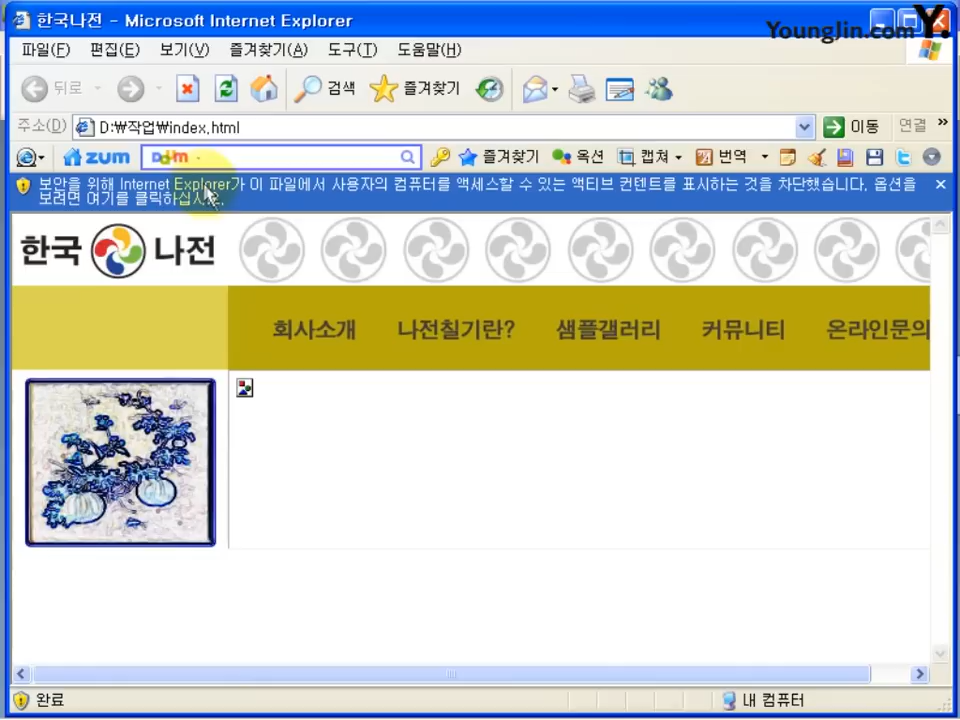 한국나전 - Microsoft Internet Explorer
YoungJin.com Y.
파일(F) 편집(E) 보기(V) 즐겨찾기(A) 도구(T) 도움말(H)
뒤로 검색 즐겨찾기
주소(D) D:₩작업₩index.html 이동 연결 »
zum Daum 즐겨찾기 옥션 캡쳐 번역
보안을 위해 Internet Explorer가 이 파일에서 사용자의 컴퓨터를 액세스할 수 있는 액티브 컨텐트를 표시하는 것을 차단했습니다. 옵션을
보려면 여기를 클릭하십시오.
한국 나전
회사소개 나전칠기란? 샘플갤러리 커뮤니티 온라인문의
완료 내 컴퓨터